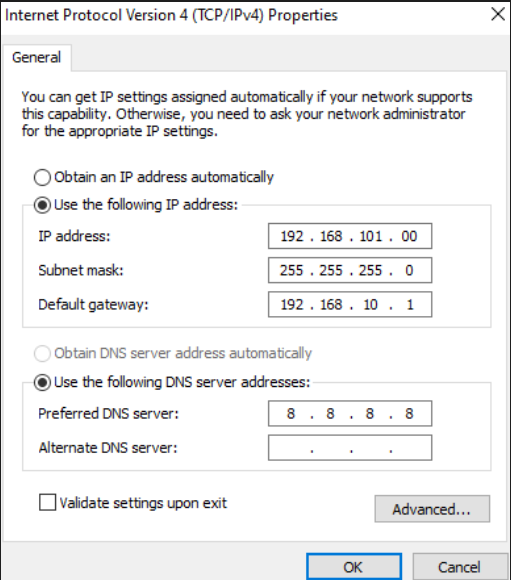 Internet Protocol Version 4 (TCP/IPv4) Properties
General
You can get IP settings assigned automatically if your network supports
this capability. Otherwise, you need to ask your network administrator
for the appropriate IP settings.
Obtain an IP address automatically
Use the following IP address:
IP address: 192 . 168 . 101 . 00
Subnet mask: 255 . 255 . 255 . 0
Default gateway: 192 . 168 . 10 . 1
Obtain DNS server address automatically
Use the following DNS server addresses:
Preferred DNS server: 8 . 8 . 8 . 8
Alternate DNS server: . . .
Validate settings upon exit
Advanced...
OK Cancel